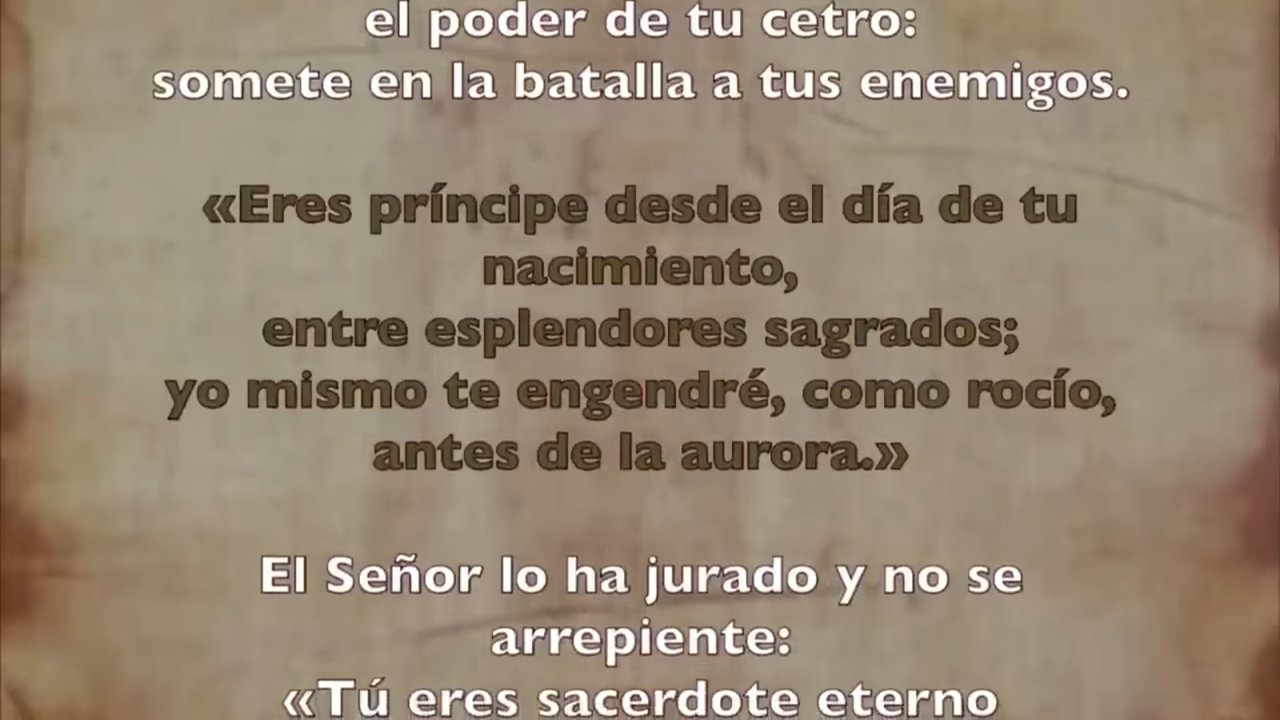 el poder de tu cetro:
somete en la batalla a tus enemigos.
«Eres príncipe desde el día de tu
nacimiento,
entre esplendores sagrados;
yo mismo te engendré, como rocío,
antes de la aurora.»
El Señor lo ha jurado y no se
arrepiente:
«Tú eres sacerdote eterno